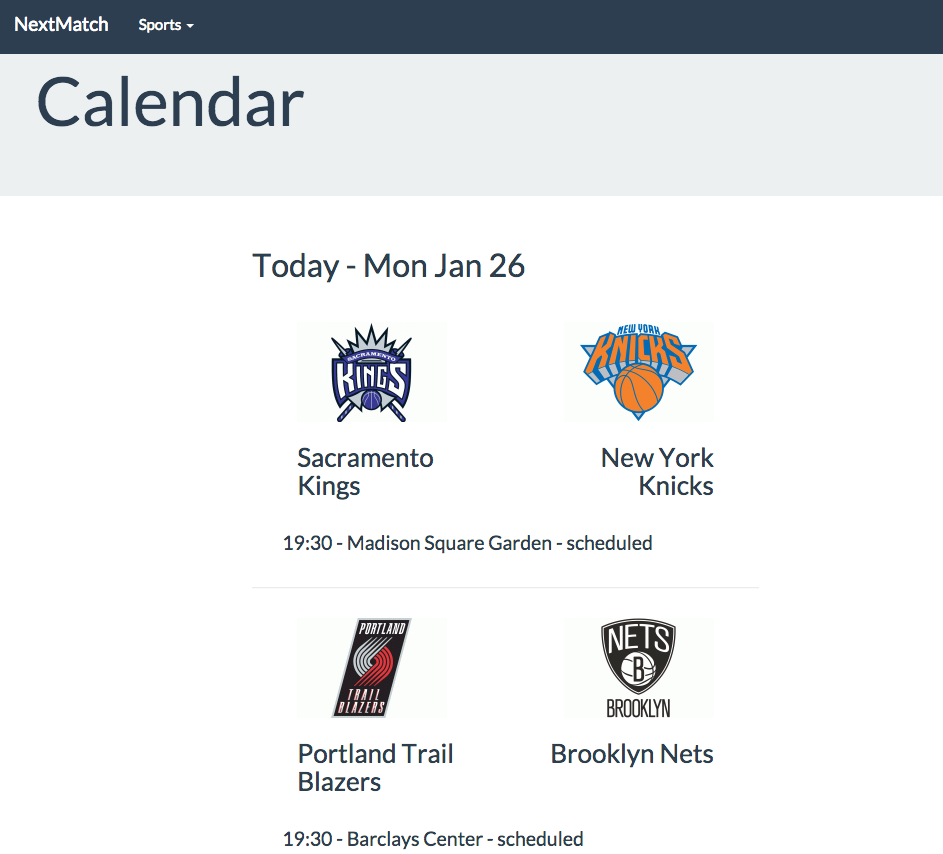 NextMatch Sports
Calendar
Today - Mon Jan 26
SACRAMENTO
KINGS
NEW YORK
KNICKS
Sacramento
Kings
New York
Knicks
19:30 - Madison Square Garden - scheduled
PORTLAND
TRAIL
BLAZERS
NETS
B
BROOKLYN
Portland Trail
Blazers
Brooklyn Nets
19:30 - Barclays Center - scheduled